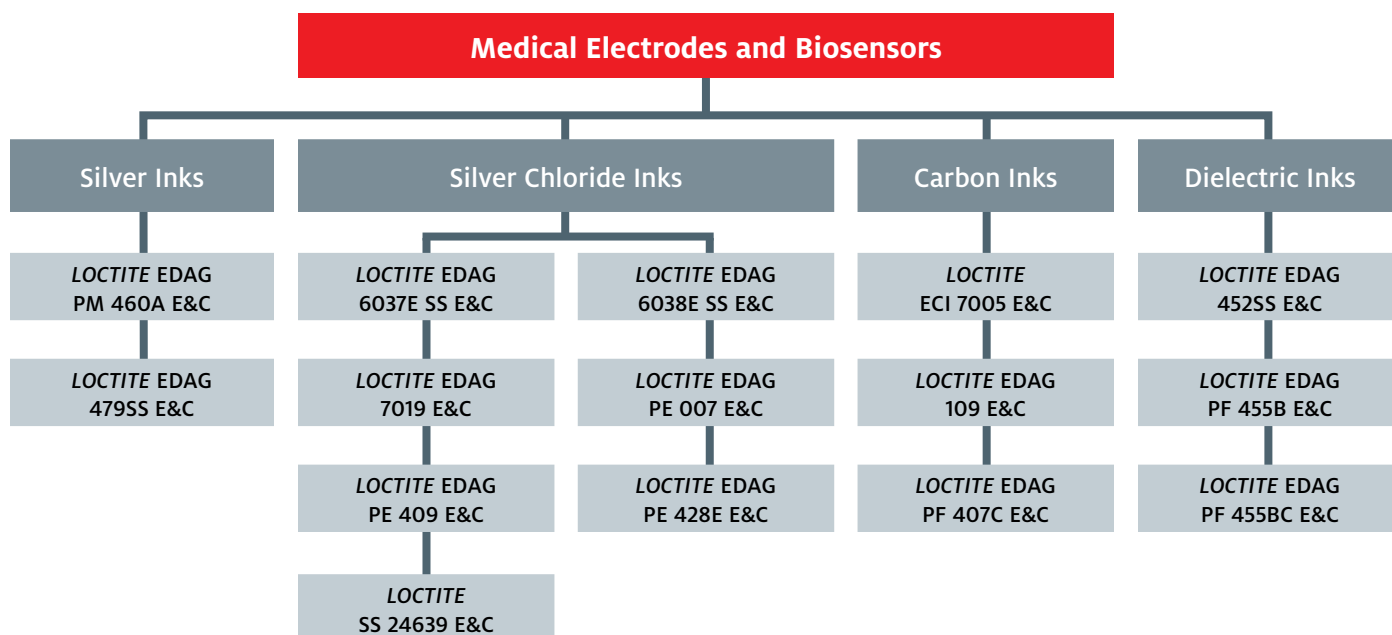 Medical Electrodes and Biosensors
Silver Inks
Silver Chloride Inks
Carbon Inks
Dielectric Inks
LOCTITE EDAG
PM 460A E&C
LOCTITE EDAG
6037E SS E&C
LOCTITE EDAG
6038E SS E&C
LOCTITE
ECI 7005 E&C
LOCTITE EDAG
452SS E&C
LOCTITE EDAG
479SS E&C
LOCTITE EDAG
7019 E&C
LOCTITE EDAG
PE 007 E&C
LOCTITE EDAG
109 E&C
LOCTITE EDAG
PF 455B E&C
LOCTITE EDAG
PE 409 E&C
LOCTITE EDAG
PE 428E E&C
LOCTITE EDAG
PF 407C E&C
LOCTITE EDAG
PF 455BC E&C
LOCTITE
SS 24639 E&C